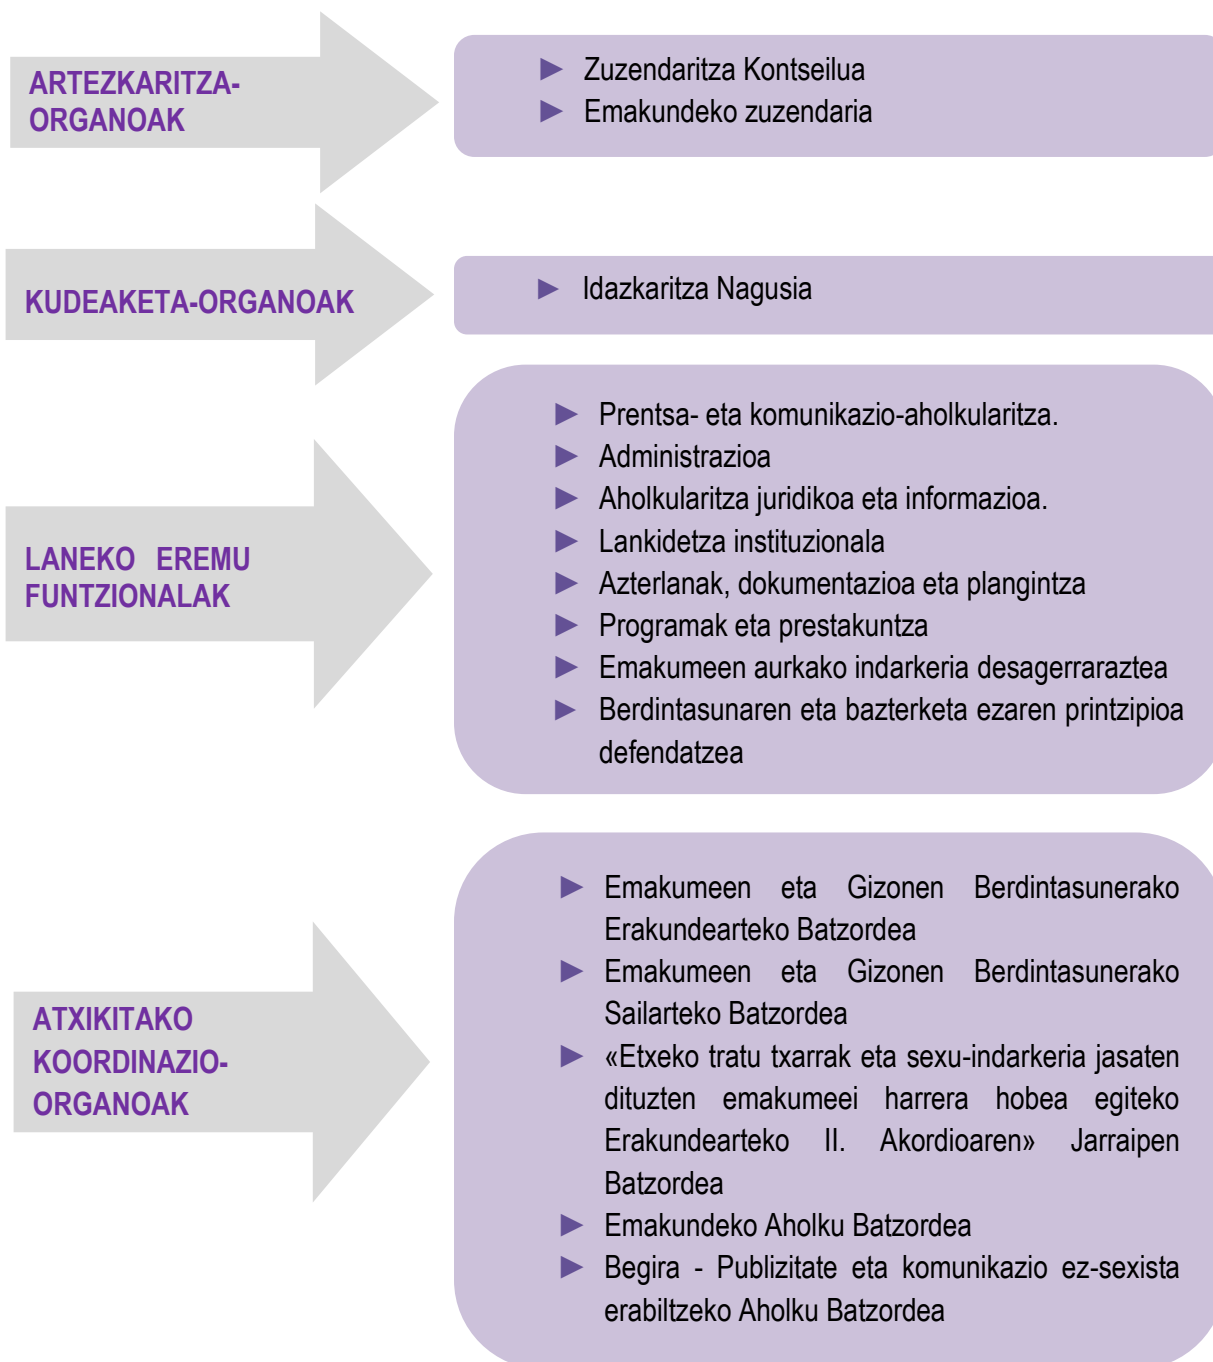 ARTEZKARITZA-
ORGANOAK
► Zuzendaritza Kontseilua
► Emakundeko zuzendaria
KUDEAKETA-ORGANOAK
► Idazkaritza Nagusia
LANEKO EREMU
FUNTZIONALAK
► Prentsa- eta komunikazio-aholkularitza.
► Administrazioa
► Aholkularitza juridikoa eta informazioa.
► Lankidetza instituzionala
► Azterlanak, dokumentazioa eta plangintza
► Programak eta prestakuntza
► Emakumeen aurkako indarkeria desagerraraztea
► Berdintasunaren eta bazterketa ezaren printzipioa
defendatzea
ATXIKITAKO
KOORDINAZIO-
ORGANOAK
► Emakumeen eta Gizonen Berdintasunerako
Erakundearteko Batzordea
► Emakumeen eta Gizonen Berdintasunerako
Sailarteko Batzordea
► «Etxeko tratu txarrak eta sexu-indarkeria jasaten
dituzten emakumeei harrera hobea egiteko
Erakundearteko II. Akordioaren» Jarraipen
Batzordea
► Emakundeko Aholku Batzordea
► Begira - Publizitate eta komunikazio ez-sexista
erabiltzeko Aholku Batzordea